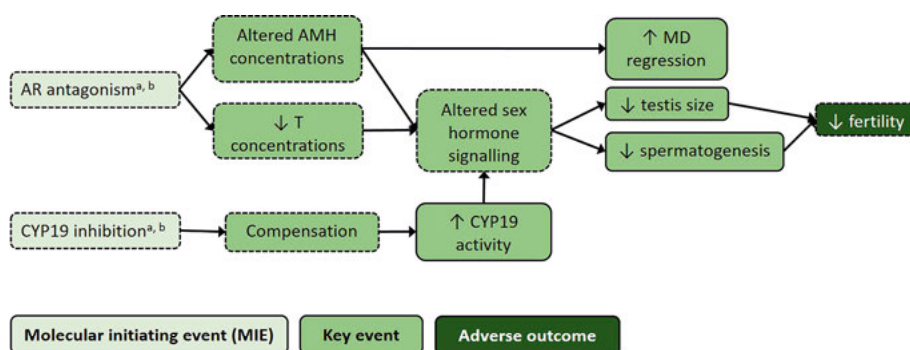 Altered AMH
concentrations
↑ MD
regression
AR antagonismᵃ, ᵇ
↓ T
concentrations
Altered sex
hormone
signalling
↓ testis size
↓ spermatogenesis
↓ fertility
CYP19 inhibitionᵃ, ᵇ
Compensation
↑ CYP19
activity
Molecular initiating event (MIE)
Key event
Adverse outcome